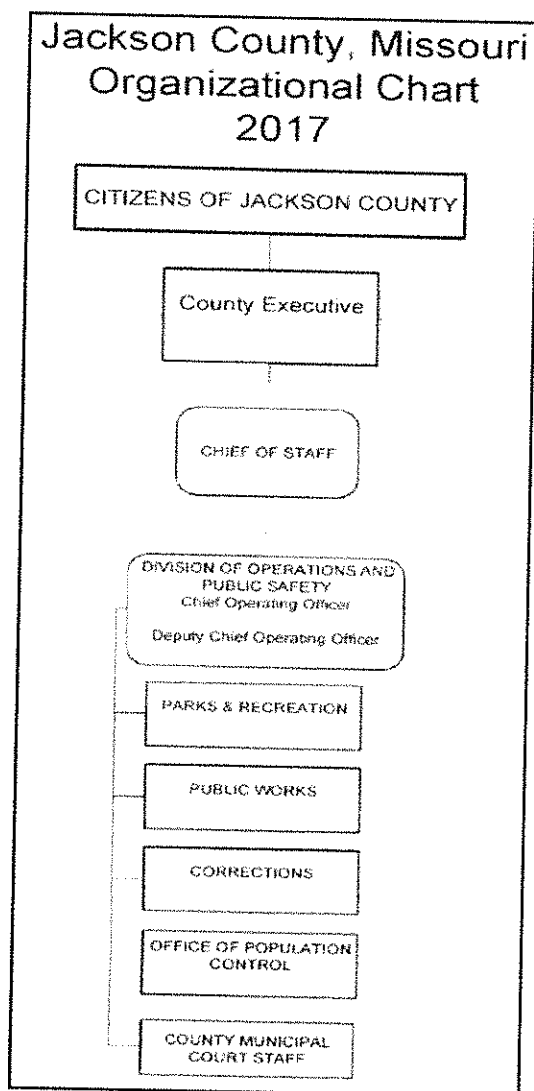 Jackson County, Missouri
Organizational Chart
2017
CITIZENS OF JACKSON COUNTY
County Executive
CHIEF OF STAFF
DIVISION OF OPERATIONS AND
PUBLIC SAFETY
Chief Operating Officer
Deputy Chief Operating Officer
PARKS & RECREATION
PUBLIC WORKS
CORRECTIONS
OFFICE OF POPULATION
CONTROL
COUNTY MUNICIPAL
COURT STAFF